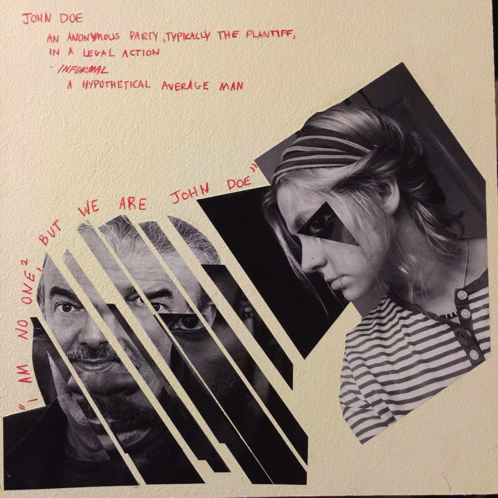 JOHN DOE
AN ANONYMOUS PARTY, TYPICALLY THE PLANTIFF,
IN A LEGAL ACTION
· INFORMAL
A HYPOTHETICAL AVERAGE MAN
"I AM NO ONE², BUT WE ARE JOHN DOE"